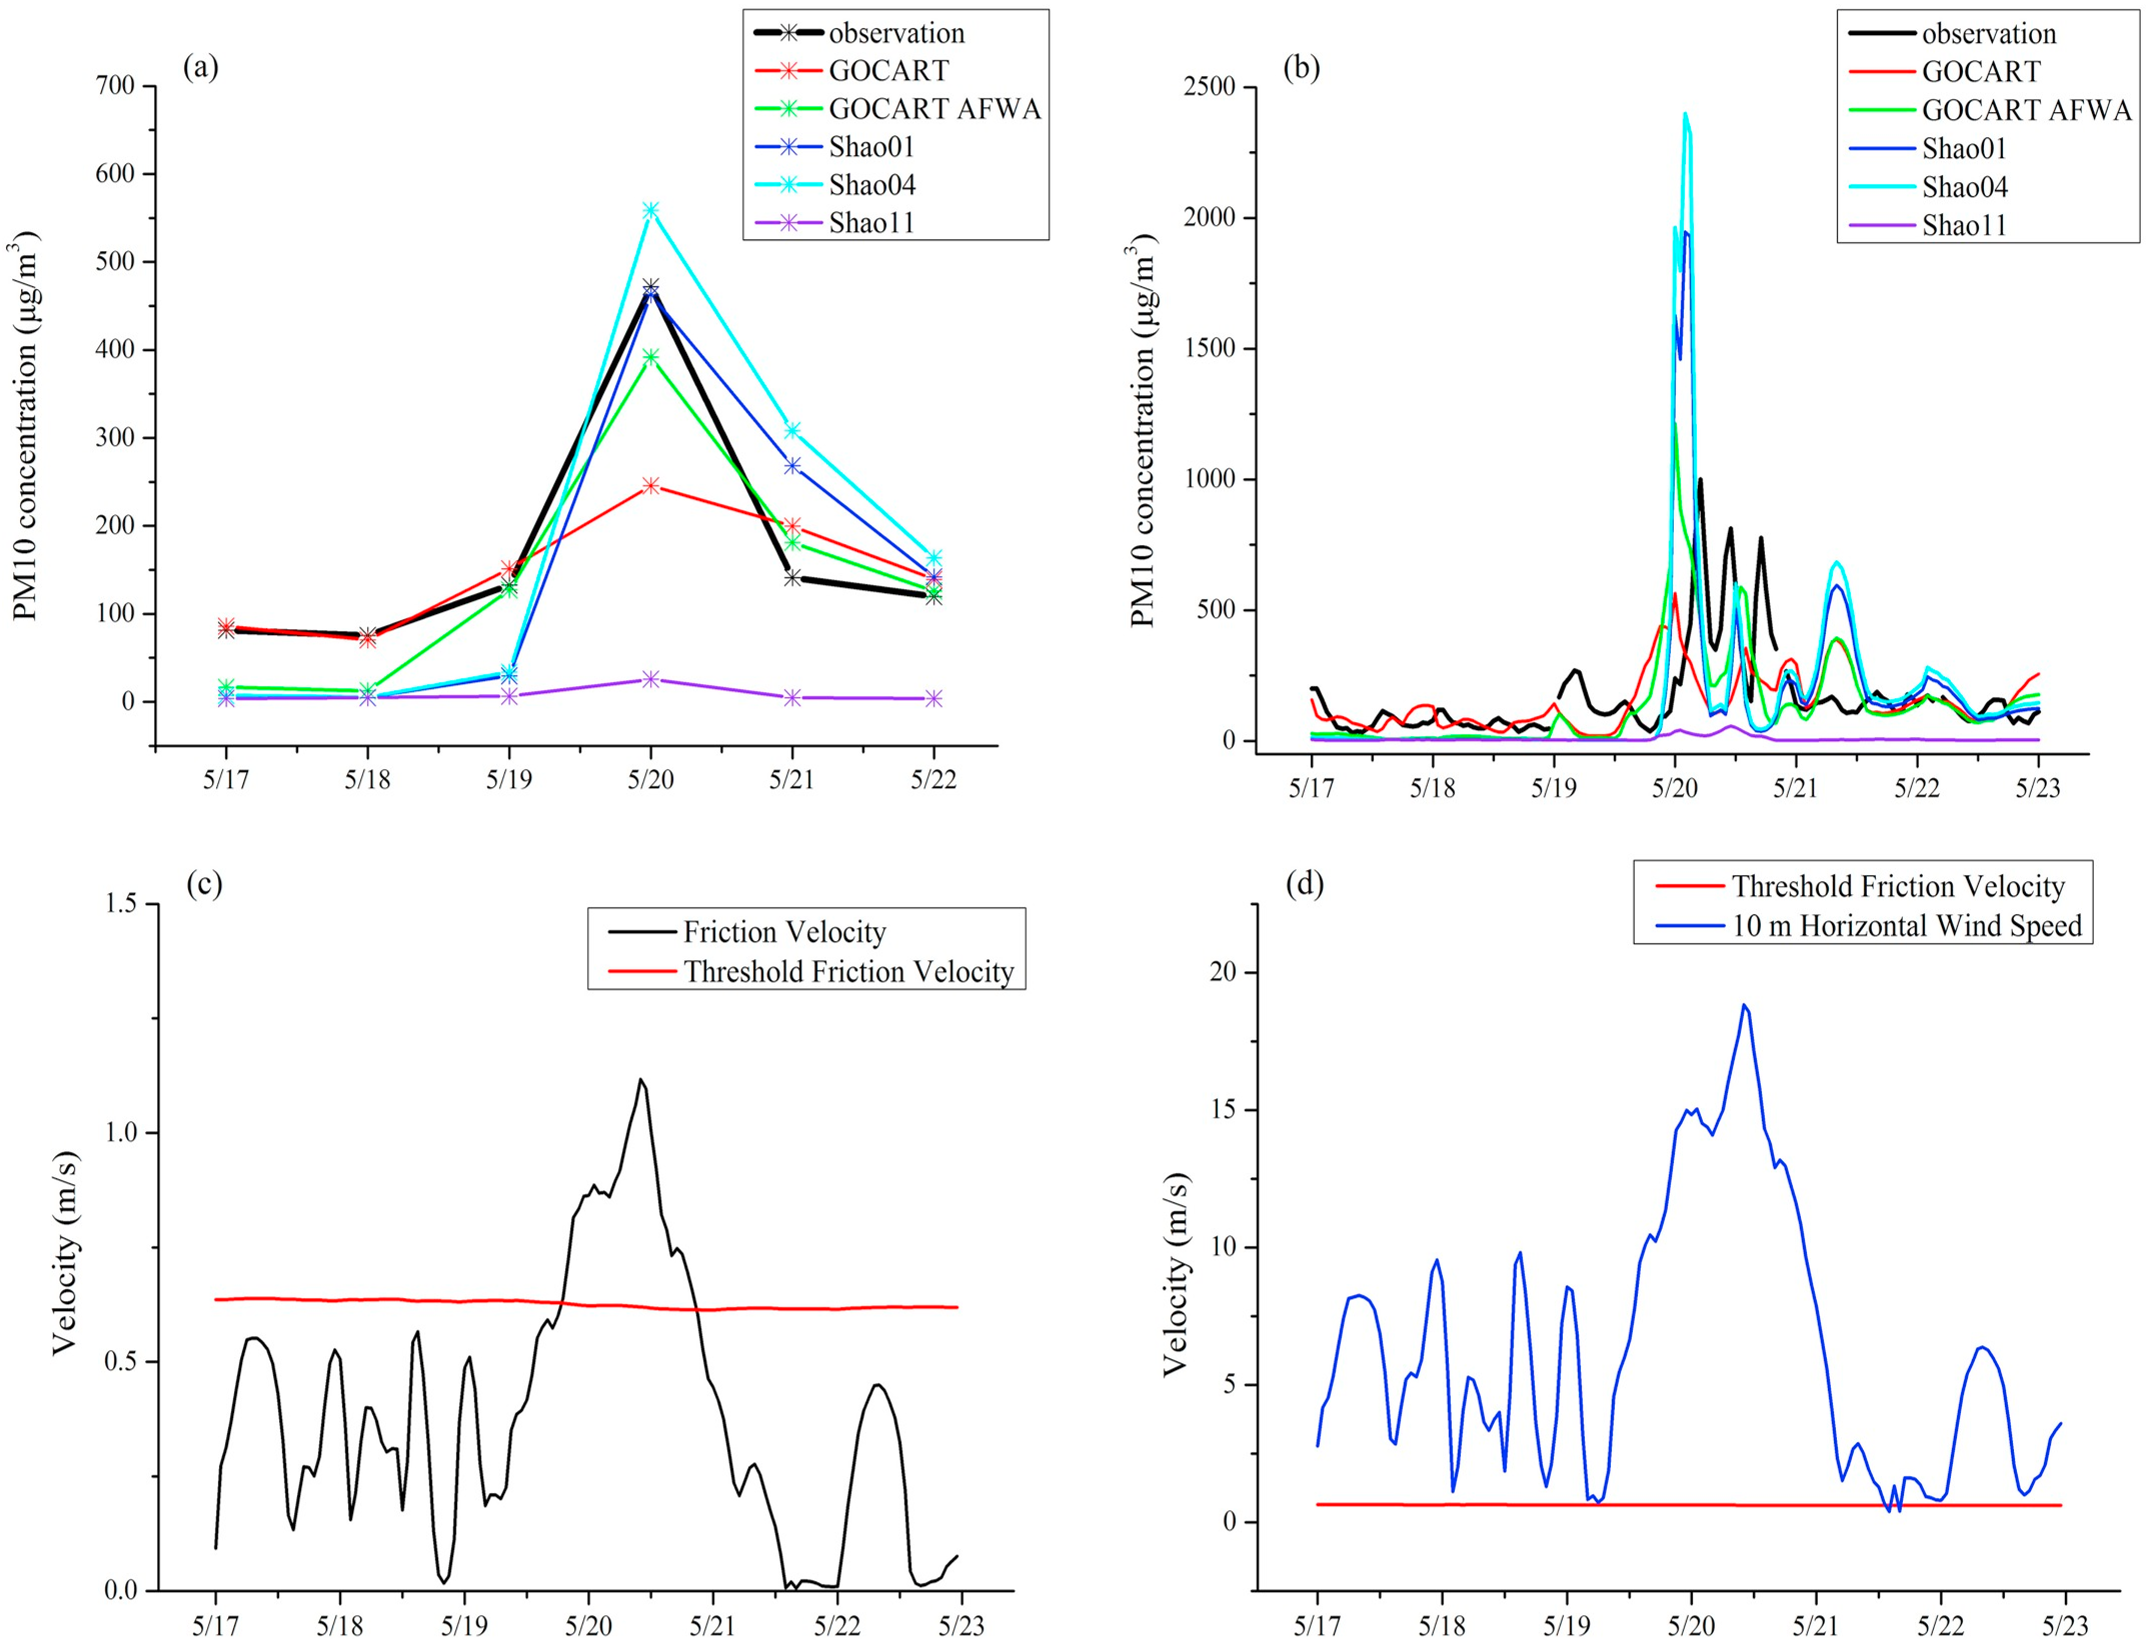 (a)
observation
GOCART
GOCART AFWA
Shao01
Shao04
Shao11
PM10 concentration (μg/m³)
700
600
500
400
300
200
100
0
5/17 5/18 5/19 5/20 5/21 5/22
(b)
observation
GOCART
GOCART AFWA
Shao01
Shao04
Shao11
PM10 concentration (μg/m³)
2500
2000
1500
1000
500
0
5/17 5/18 5/19 5/20 5/21 5/22 5/23
(c)
Friction Velocity
Threshold Friction Velocity
Velocity (m/s)
1.5
1.0
0.5
0.0
5/17 5/18 5/19 5/20 5/21 5/22 5/23
(d)
Threshold Friction Velocity
10 m Horizontal Wind Speed
Velocity (m/s)
20
15
10
5
0
5/17 5/18 5/19 5/20 5/21 5/22 5/23